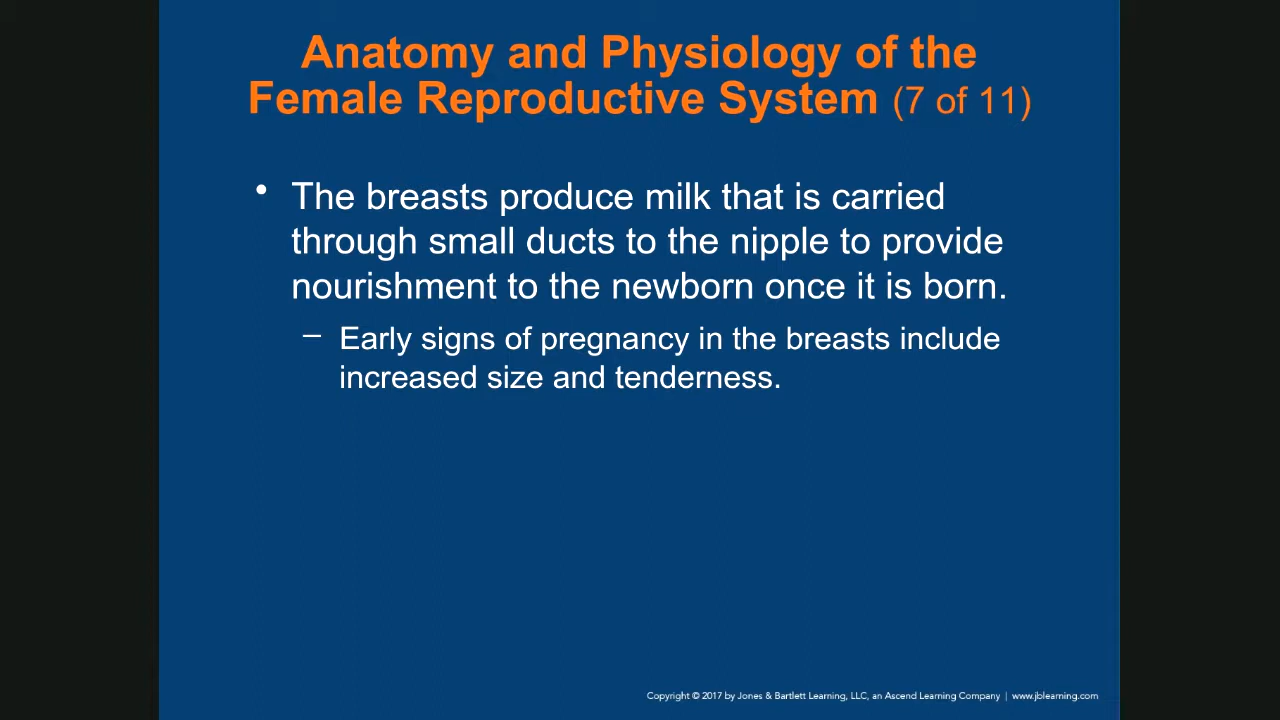 Anatomy and Physiology of the
Female Reproductive System (7 of 11)
• The breasts produce milk that is carried
through small ducts to the nipple to provide
nourishment to the newborn once it is born.
– Early signs of pregnancy in the breasts include
increased size and tenderness.
Copyright © 2017 by Jones & Bartlett Learning, LLC, an Ascend Learning Company | www.jblearning.com